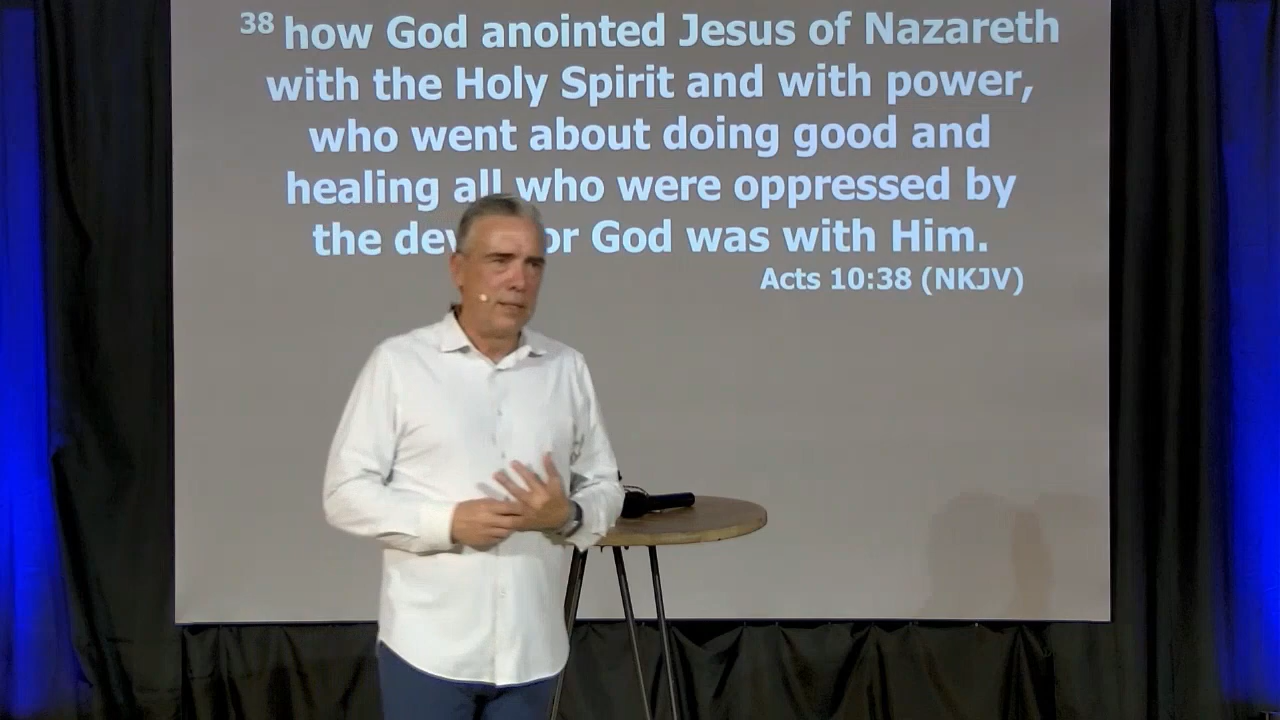 38 how God anointed Jesus of Nazareth
with the Holy Spirit and with power,
who went about doing good and
healing all who were oppressed by
the God was with Him.
Acts 10:38 (NKJV)